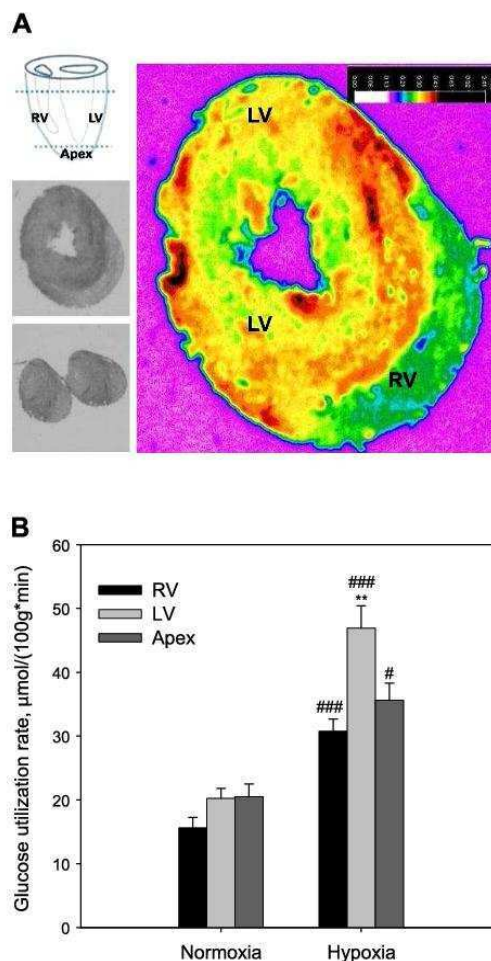 A
RV
LV
Apex
LV
LV
RV
B
Glucose utilization rate, µmol/(100g*min)
60
50
40
30
20
10
0
RV
LV
Apex
###
###
**
#
Normoxia
Hypoxia